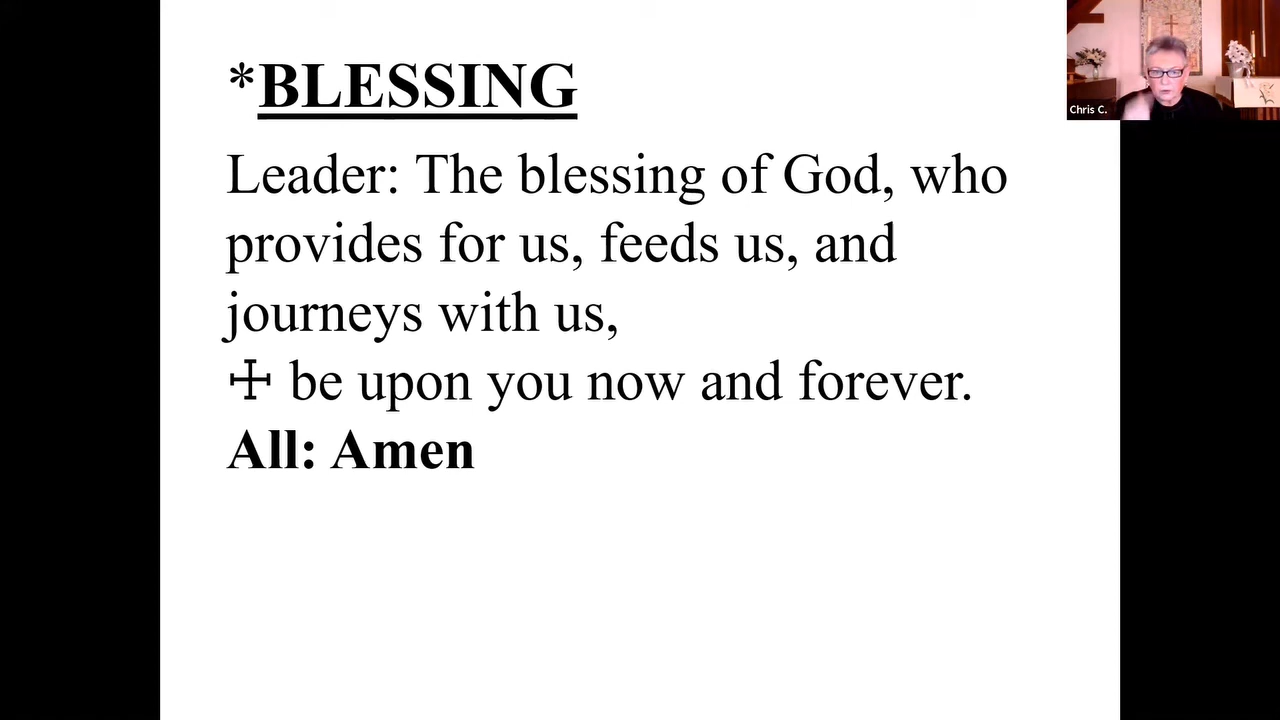 *BLESSING
Leader: The blessing of God, who
provides for us, feeds us, and
journeys with us,
☩ be upon you now and forever.
All: Amen
Chris C.